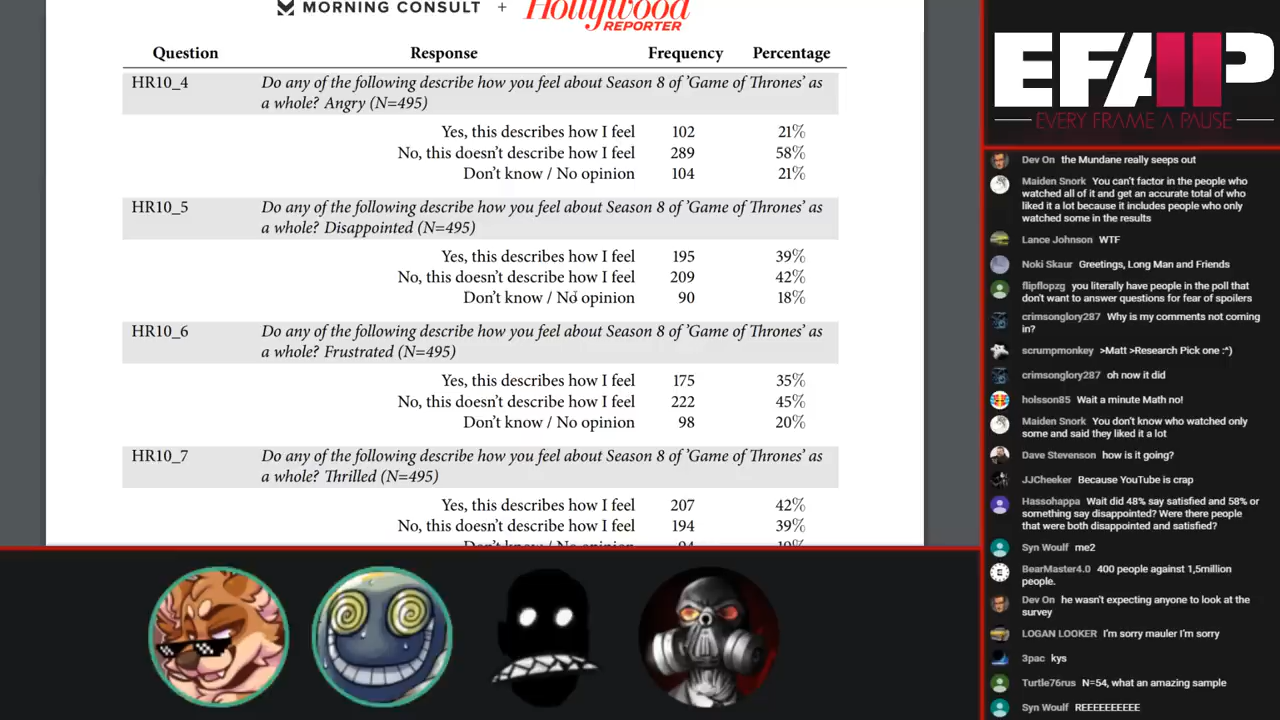 MORNING CONSULT + Hollywood
REPORTER
Question Response Frequency Percentage
HR10_4 Do any of the following describe how you feel about Season 8 of 'Game of Thrones' as
a whole? Angry (N=495)
Yes, this describes how I feel 102 21%
No, this doesn't describe how I feel 289 58%
Don't know / No opinion 104 21%
HR10_5 Do any of the following describe how you feel about Season 8 of 'Game of Thrones' as
a whole? Disappointed (N=495)
Yes, this describes how I feel 195 39%
No, this doesn't describe how I feel 209 42%
Don't know / No opinion 90 18%
HR10_6 Do any of the following describe how you feel about Season 8 of 'Game of Thrones' as
a whole? Frustrated (N=495)
Yes, this describes how I feel 175 35%
No, this doesn't describe how I feel 222 45%
Don't know / No opinion 98 20%
HR10_7 Do any of the following describe how you feel about Season 8 of 'Game of Thrones' as
a whole? Thrilled (N=495)
Yes, this describes how I feel 207 42%
No, this doesn't describe how I feel 194 39%
Don't know / No opinion 94 19%
EFAP
EVERY FRAME A PAUSE
Dev On the Mundane really seeps out
Maiden Snork You can't factor in the people who
watched all of it and get an accurate total of who
liked it a lot because it includes people who only
watched some in the results
Lance Johnson WTF
Noki Skaur Greetings, Long Man and Friends
flipflopzg you literally have people in the poll that
don't want to answer questions for fear of spoilers
crimsonglory287 Why is my comments not coming
in?
scrumpmonkey >Matt >Research Pick one :^)
crimsonglory287 oh now it did
holsson85 Wait a minute Math no!
Maiden Snork You don't know who watched only
some and said they liked it a lot
Dave Stevenson how is it going?
JJCheeker Because YouTube is crap
Hassohappa Wait did 48% say satisfied and 58% or
something say disappointed? Were there people
that were both disappointed and satisfied?
Syn Woulf me2
BearMaster4.0 400 people against 1,5million
people.
Dev On he wasn't expecting anyone to look at the
survey
LOGAN LOOKER I'm sorry mauler I'm sorry
3pac kys
Turtle76rus N=54, what an amazing sample
Syn Woulf REEEEEEEEEE